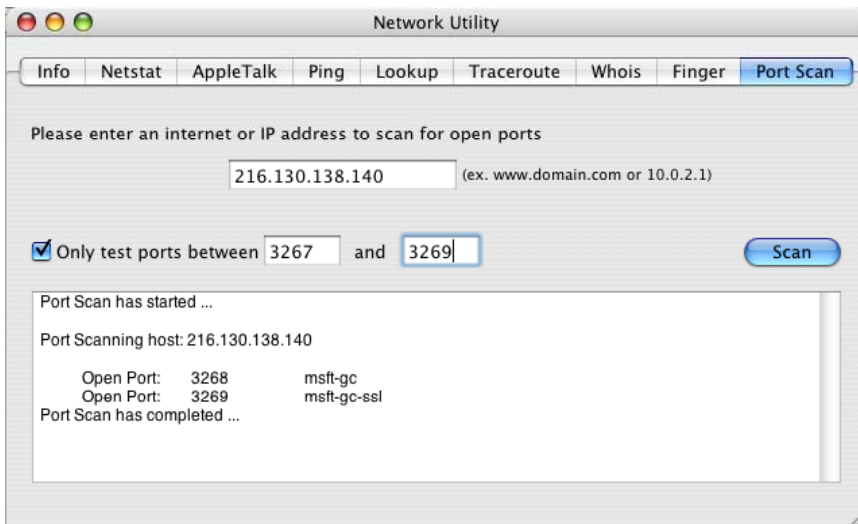 Network Utility
Info Netstat AppleTalk Ping Lookup Traceroute Whois Finger Port Scan
Please enter an internet or IP address to scan for open ports
216.130.138.140 (ex. www.domain.com or 10.0.2.1)
Only test ports between 3267 and 3269 Scan
Port Scan has started ...
Port Scanning host: 216.130.138.140
Open Port: 3268 msft-gc
Open Port: 3269 msft-gc-ssl
Port Scan has completed ...